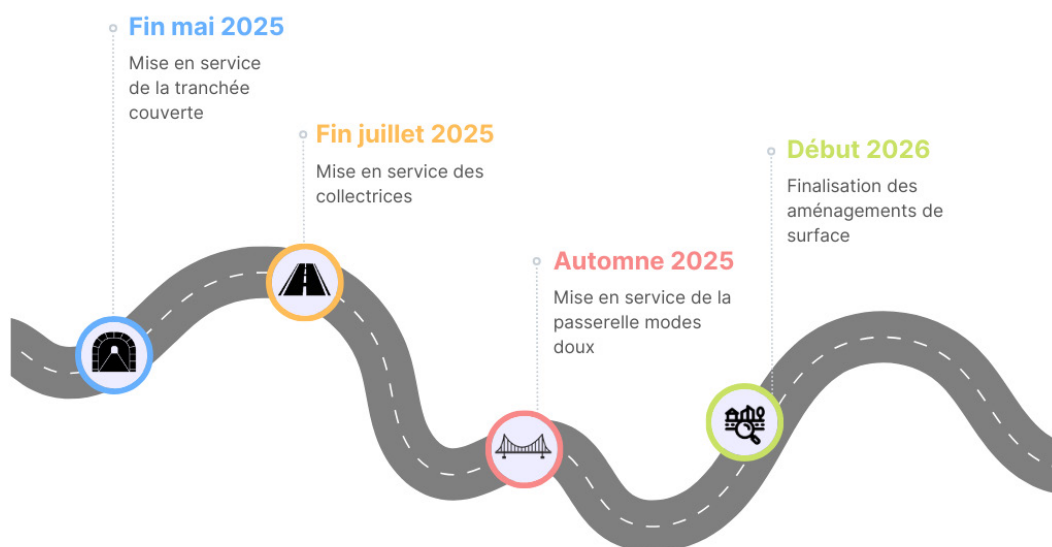 Fin mai 2025
Mise en service
de la tranchée
couverte
Fin juillet 2025
Mise en service des
collectrices
Automne 2025
Mise en service de la
passerelle modes
doux
Début 2026
Finalisation des
aménagements de
surface